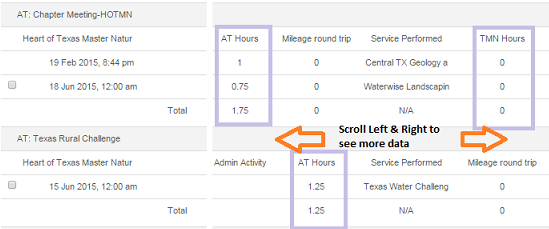 AT: Chapter Meeting-HOTMN
Heart of Texas Master Natur AT Hours Mileage round trip Service Performed TMN Hours
19 Feb 2015, 8:44 pm 1 0 Central TX Geology a 0
18 Jun 2015, 12:00 am 0.75 0 Waterwise Landscapin 0
Total 1.75 0 N/A 0
Scroll Left & Right to
see more data
AT: Texas Rural Challenge
Heart of Texas Master Natur Admin Activity AT Hours Service Performed Mileage round trip
15 Jun 2015, 12:00 am 1.25 Texas Water Challeng 0
Total 1.25 N/A 0